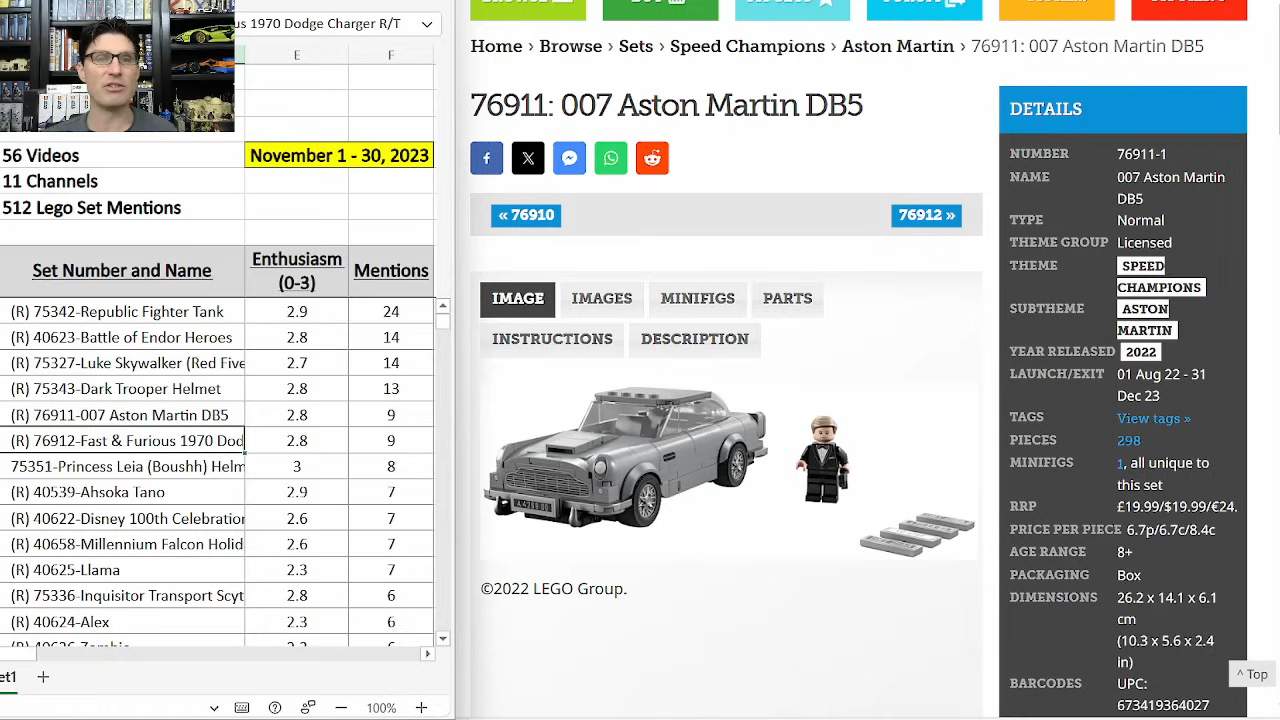 us 1970 Dodge Charger R/T
E F
56 Videos
November 1 - 30, 2023
11 Channels
512 Lego Set Mentions
Set Number and Name Enthusiasm (0-3) Mentions
(R) 75342-Republic Fighter Tank 2.9 24
(R) 40623-Battle of Endor Heroes 2.8 14
(R) 75327-Luke Skywalker (Red Five 2.7 14
(R) 75343-Dark Trooper Helmet 2.8 13
(R) 76911-007 Aston Martin DB5 2.8 9
(R) 76912-Fast & Furious 1970 Dod 2.8 9
75351-Princess Leia (Boushh) Helm 3 8
(R) 40539-Ahsoka Tano 2.9 7
(R) 40622-Disney 100th Celebration 2.6 7
(R) 40658-Millennium Falcon Holid 2.6 7
(R) 40625-Llama 2.3 7
(R) 75336-Inquisitor Transport Scyt 2.8 6
(R) 40624-Alex 2.3 6
et1 +
100%
Home › Browse › Sets › Speed Champions › Aston Martin › 76911: 007 Aston Martin DB5
76911: 007 Aston Martin DB5
« 76910
76912 »
IMAGE IMAGES MINIFIGS PARTS
INSTRUCTIONS DESCRIPTION
©2022 LEGO Group.
DETAILS
NUMBER 76911-1
NAME 007 Aston Martin
DB5
TYPE Normal
THEME GROUP Licensed
THEME SPEED
CHAMPIONS
SUBTHEME ASTON
MARTIN
YEAR RELEASED 2022
LAUNCH/EXIT 01 Aug 22 - 31
Dec 23
TAGS View tags »
PIECES 298
MINIFIGS 1, all unique to
this set
RRP £19.99/$19.99/€24.
PRICE PER PIECE 6.7p/6.7c/8.4c
AGE RANGE 8+
PACKAGING Box
DIMENSIONS 26.2 x 14.1 x 6.1
cm
(10.3 x 5.6 x 2.4
in)
BARCODES UPC:
673419364027
^ Top